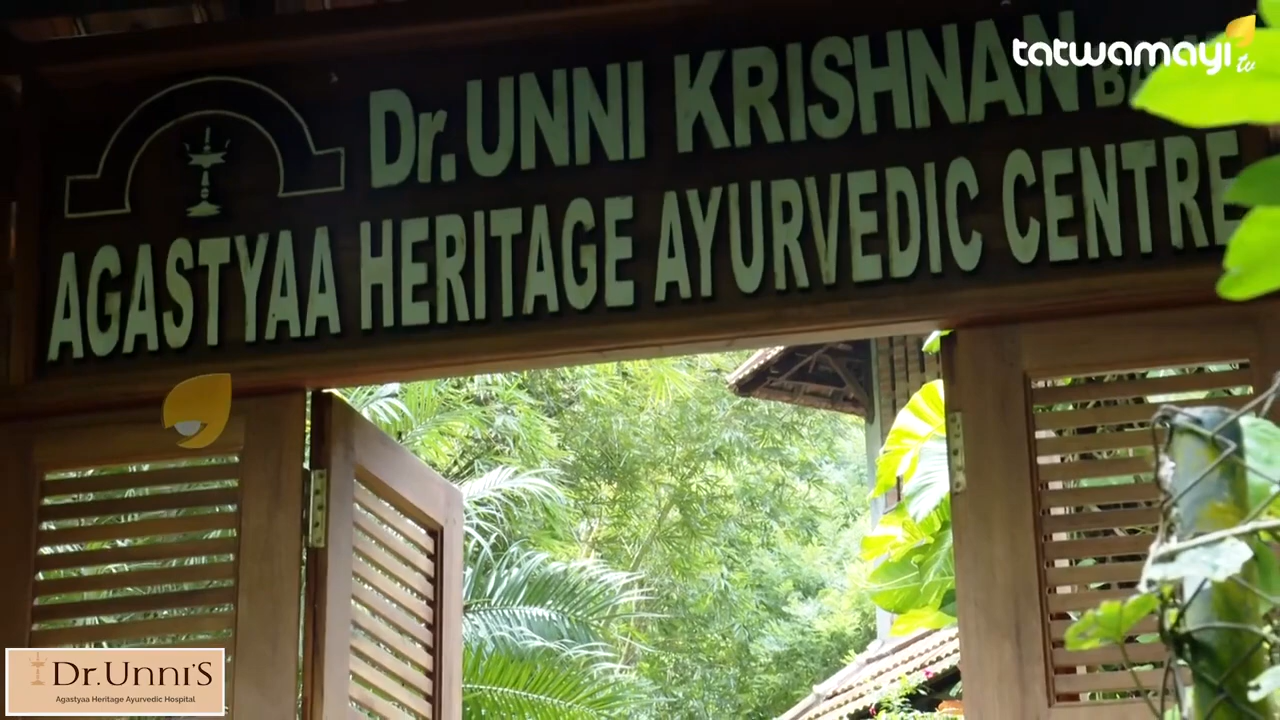 tatwamayi tv
Dr. UNNI KRISHNAN
AGASTYAA HERITAGE AYURVEDIC CENTRE
Dr.Unni'S
Agastyaa Heritage Ayurvedic Hospital